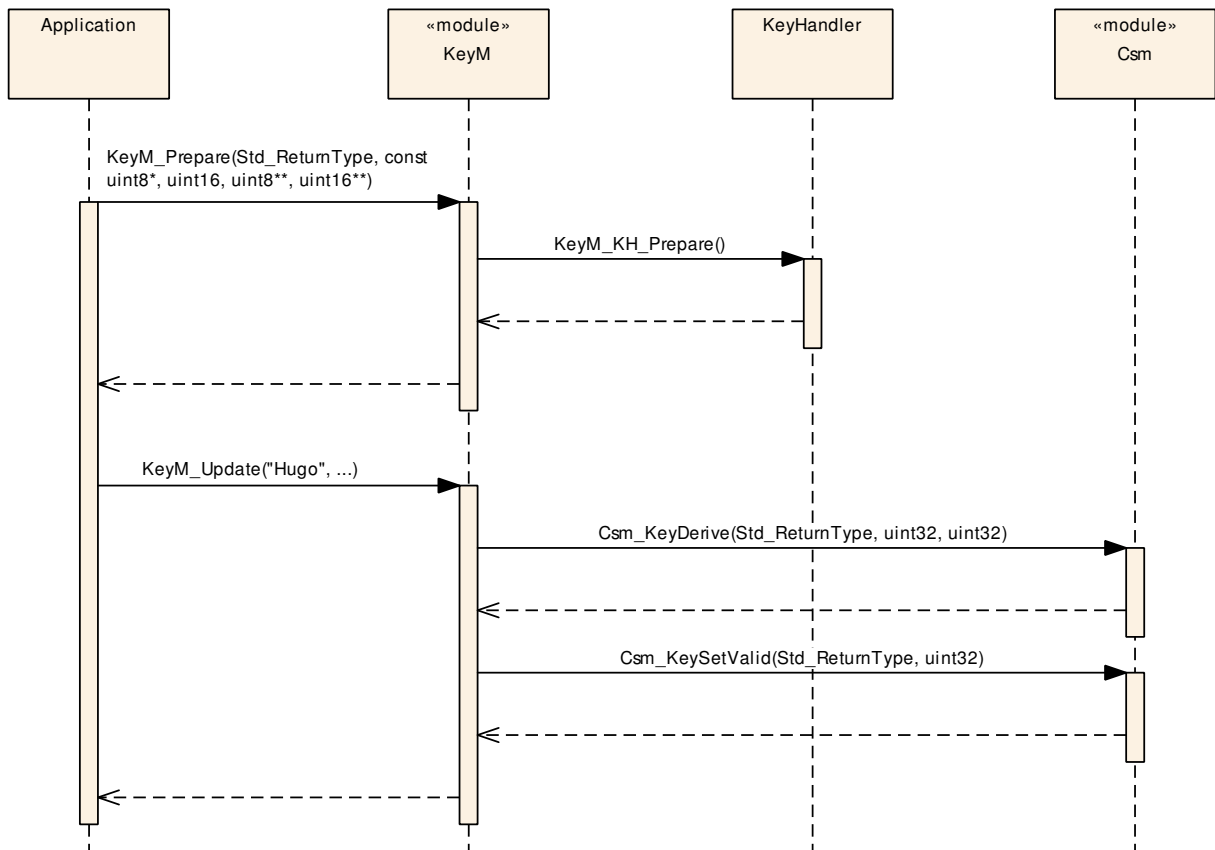 Application
«module»
KeyM
KeyHandler
«module»
Csm
KeyM_Prepare(Std_ReturnType, const
uint8*, uint16, uint8**, uint16**)
KeyM_KH_Prepare()
KeyM_Update("Hugo", ...)
Csm_KeyDerive(Std_ReturnType, uint32, uint32)
Csm_KeySetValid(Std_ReturnType, uint32)